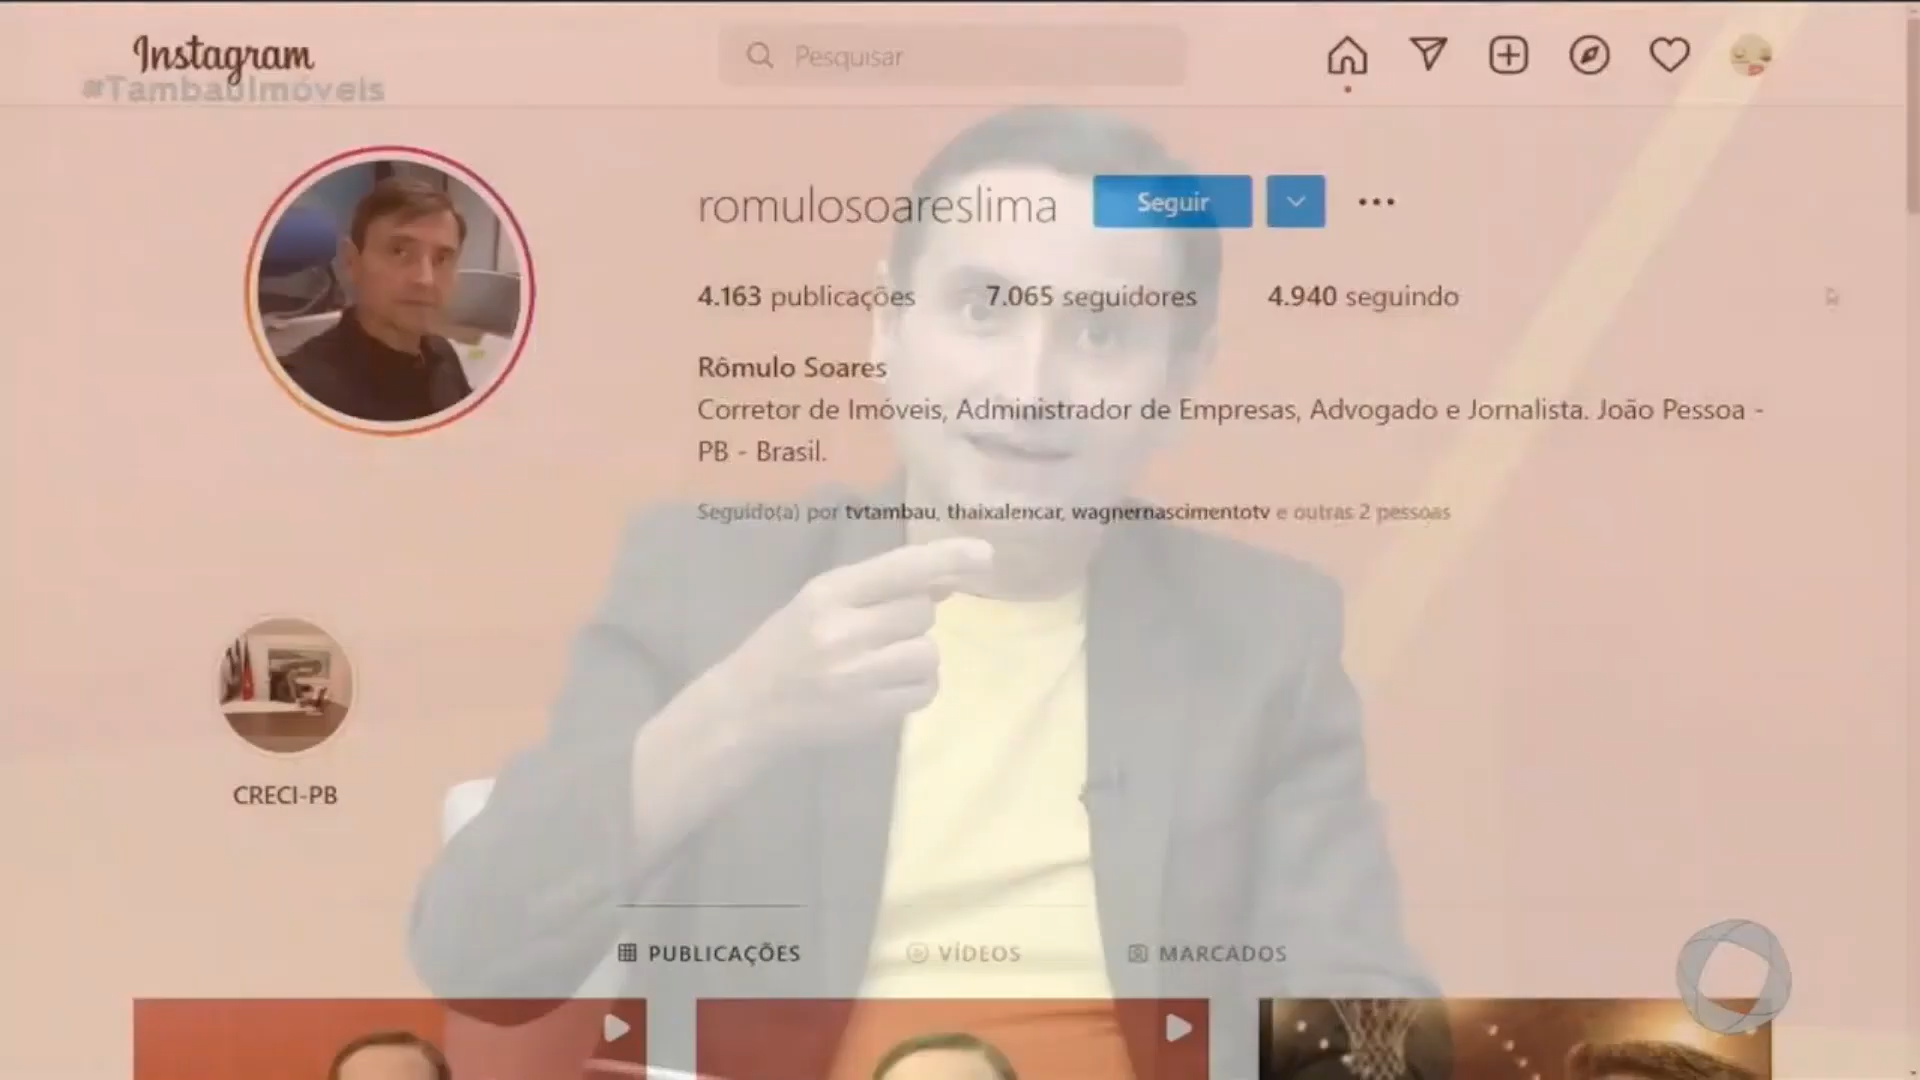 Instagram
Pesquisar
#TambaúImóveis
romulosoareslima
Seguir
4.163 publicações 7.065 seguidores 4.940 seguindo
Rômulo Soares
Corretor de Imóveis, Administrador de Empresas, Advogado e Jornalista. João Pessoa -
PB - Brasil.
Seguido(a) por tvtambau, thaixalencar, wagnernascimentotv e outras 2 pessoas
CRECI-PB
PUBLICAÇÕES VÍDEOS MARCADOS